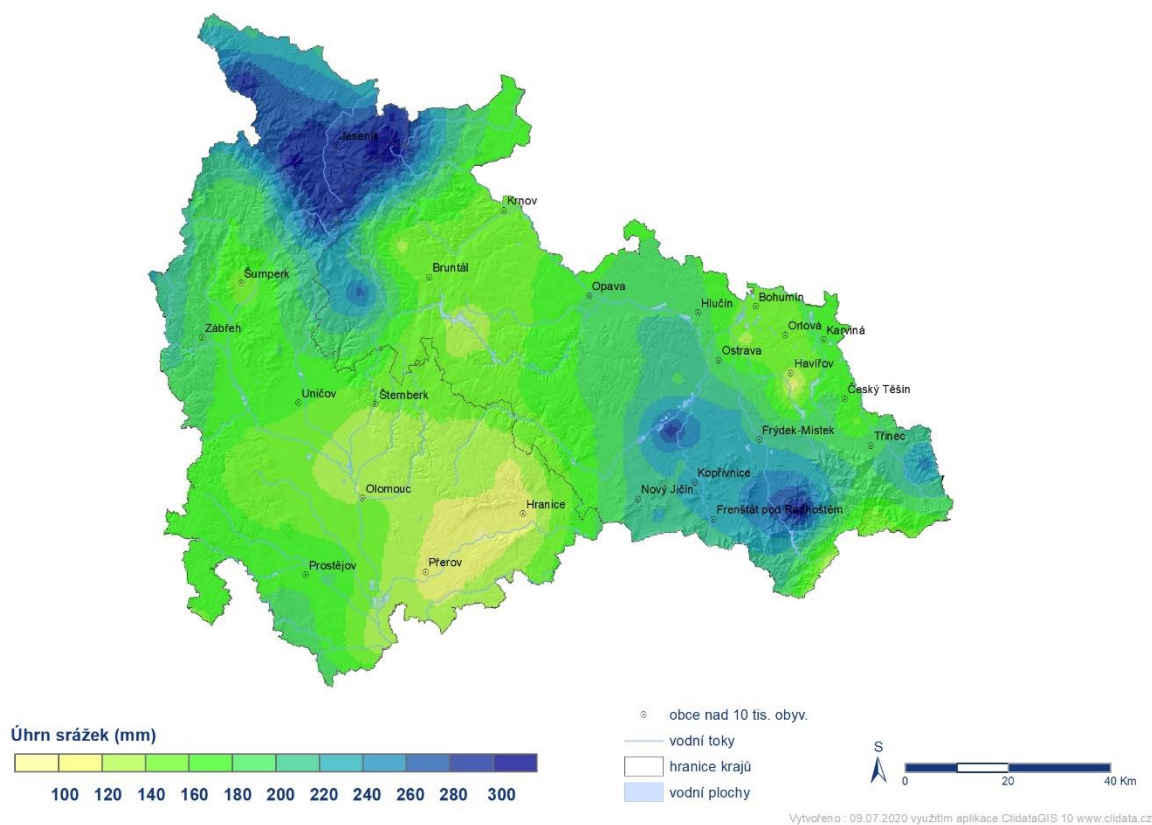 Jeseník
Krnov
Šumperk
Bruntál
Opava
Hlučín
Bohumín
Zábřeh
Orlová
Karviná
Ostrava
Havířov
Uničov
Šternberk
Český Těšín
Frýdek-Místek
Třinec
Kopřivnice
Olomouc
Nový Jičín
Hranice
Frenštát pod Radhoštěm
Přerov
Prostějov
Úhrn srážek (mm)
100 120 140 160 180 200 220 240 260 280 300
obce nad 10 tis. obyv.
vodní toky
hranice krajů
vodní plochy
S
0 20 40 Km
Vytvořeno : 09.07.2020 využitím aplikace ClidataGIS 10 www.clidata.cz